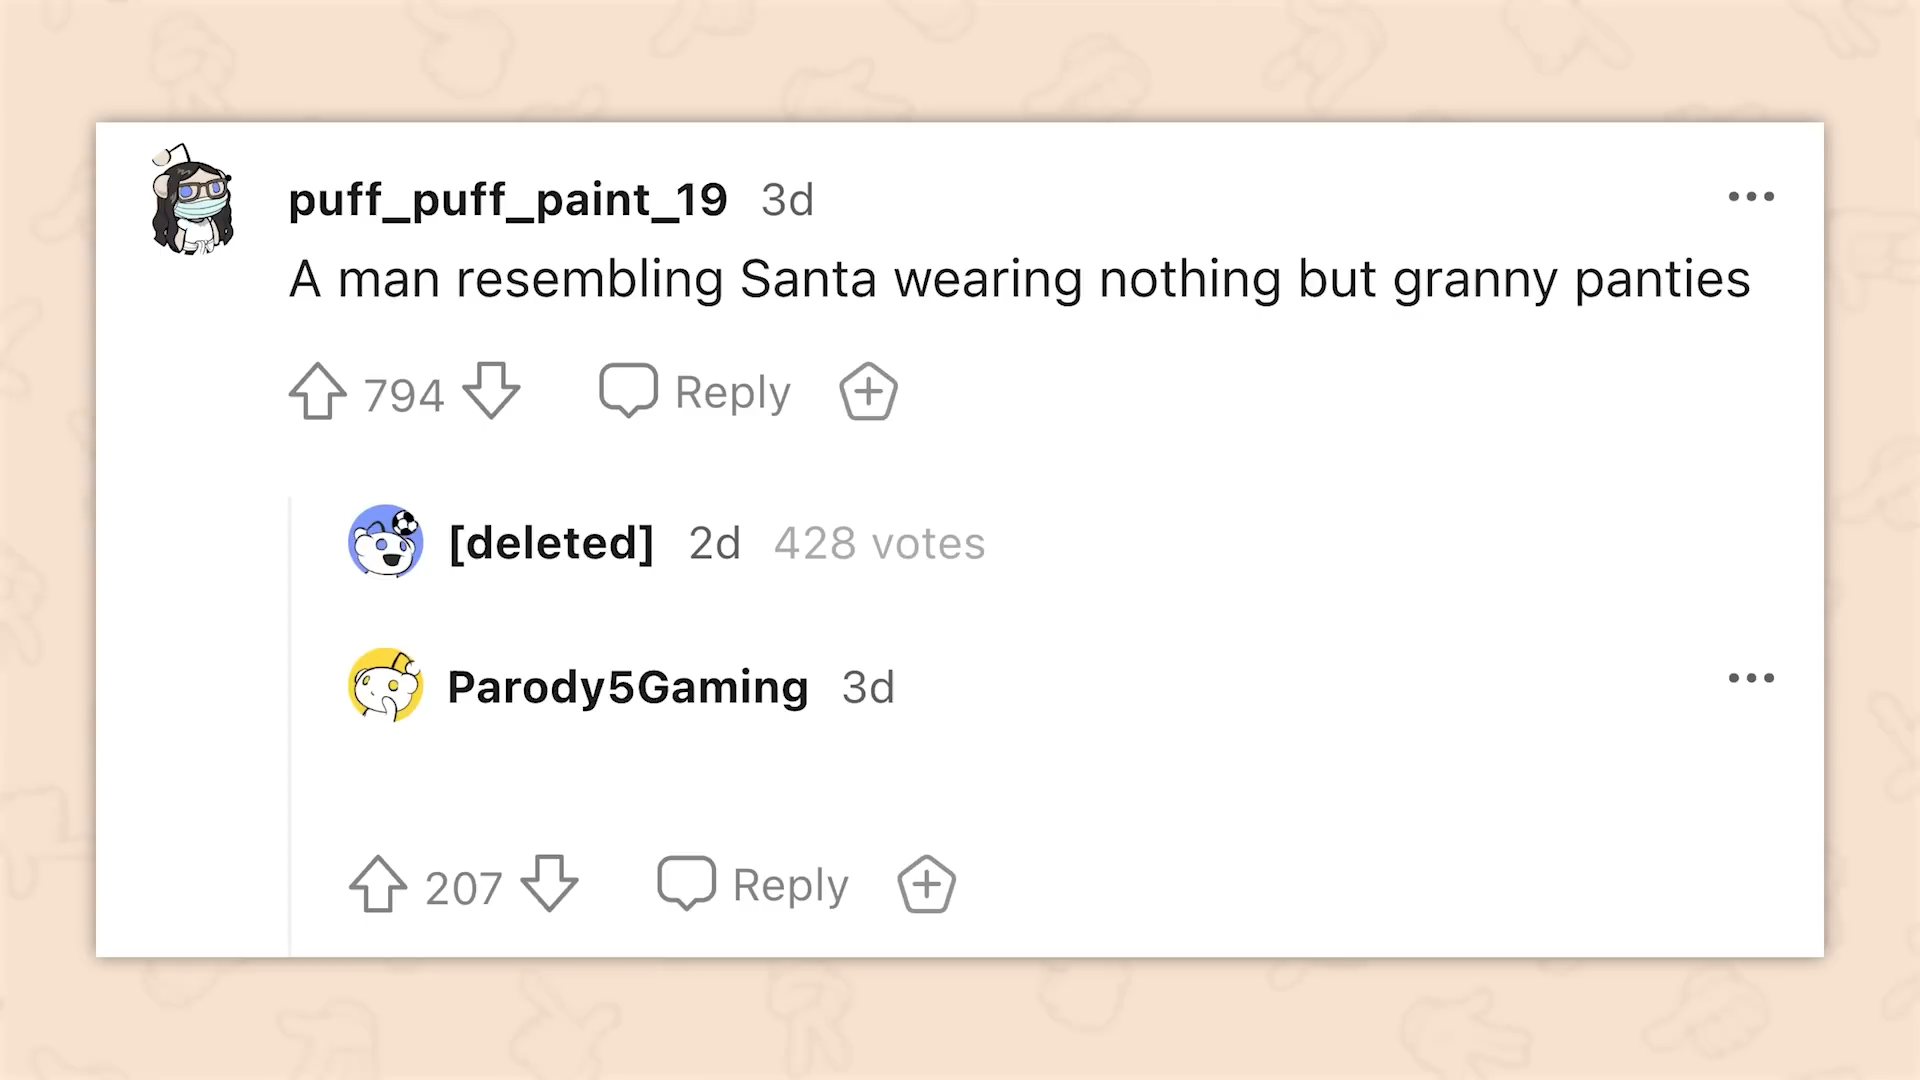 puff_puff_paint_19 3d
A man resembling Santa wearing nothing but granny panties
794 Reply
[deleted] 2d 428 votes
Parody5Gaming 3d
207 Reply